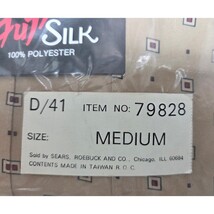 SILK
100% POLYESTER
D/41 ITEM NO: 79828
SIZE: MEDIUM
Sold by SEARS, ROEBUCK AND CO., Chicago, ILL 60684
CONTENTS MADE IN TAIWAN R.O.C.